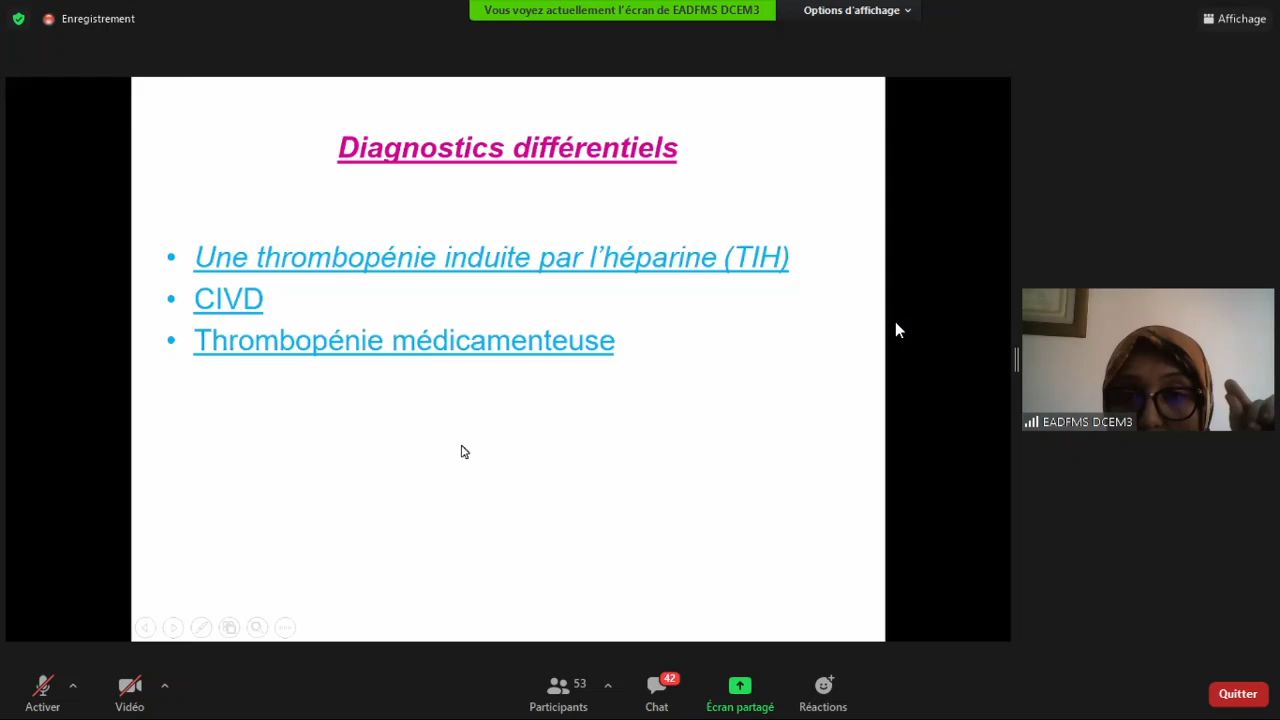 Enregistrement
Vous voyez actuellement l'écran de EADFMS DCEM3
Options d'affichage
Affichage
Diagnostics différentiels
• Une thrombopénie induite par l'héparine (TIH)
• CIVD
• Thrombopénie médicamenteuse
EADFMS DCEM3
Activer
Vidéo
53
Participants
42
Chat
Écran partagé
Réactions
Quitter